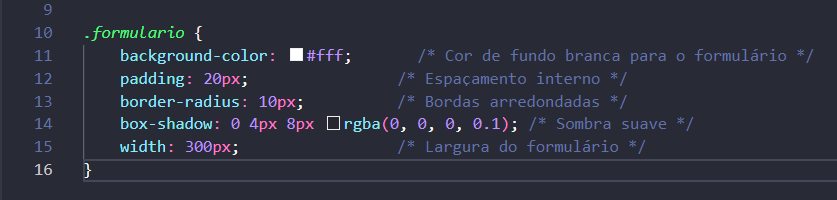 9
10 .formulario {
11 background-color: #fff; /* Cor de fundo branca para o formulário */
12 padding: 20px; /* Espaçamento interno */
13 border-radius: 10px; /* Bordas arredondadas */
14 box-shadow: 0 4px 8px rgba(0, 0, 0, 0.1); /* Sombra suave */
15 width: 300px; /* Largura do formulário */
16 }